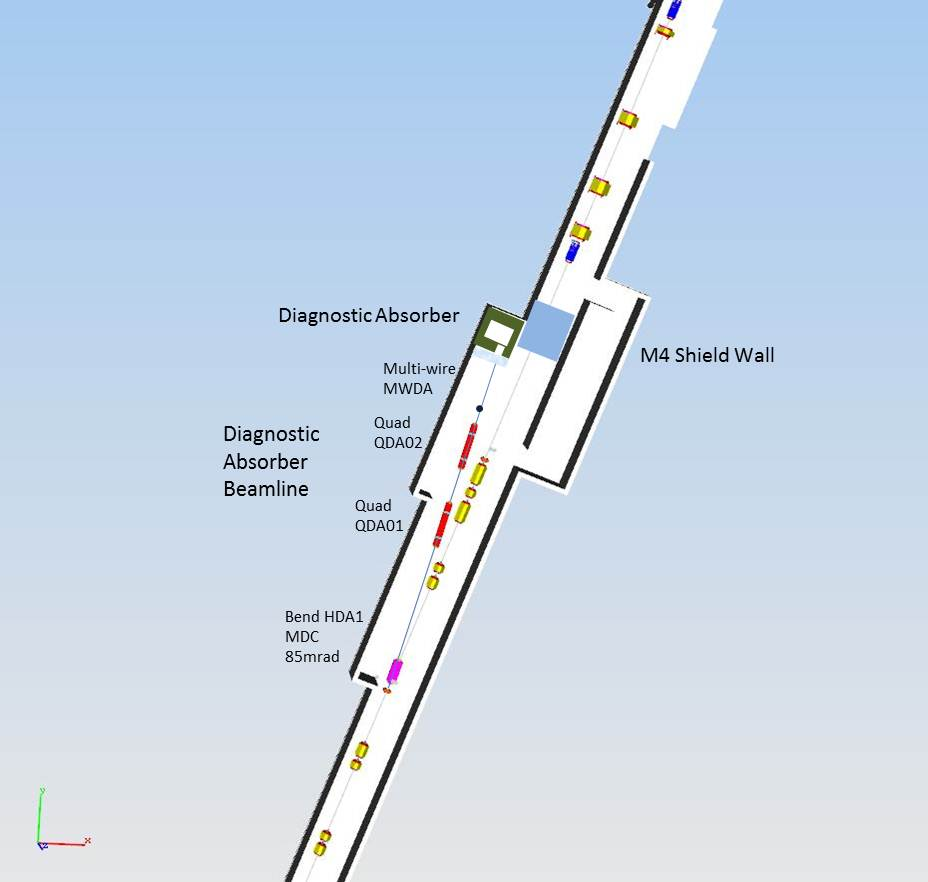 Diagnostic Absorber
M4 Shield Wall
Multi-wire
MWDA
Quad
QDA02
Diagnostic
Absorber
Beamline
Quad
QDA01
Bend HDA1
MDC
85mrad
y
z
x